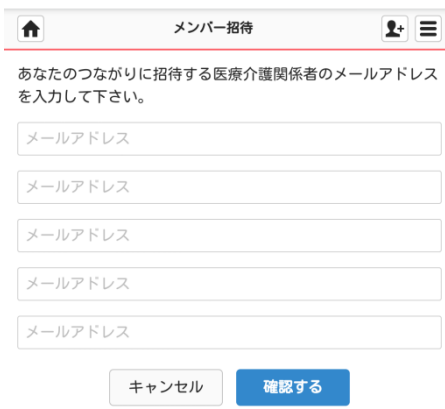 メンバー招待
あなたのつながりに招待する医療介護関係者のメールアドレス
を入力して下さい。
メールアドレス
メールアドレス
メールアドレス
メールアドレス
メールアドレス
キャンセル
確認する